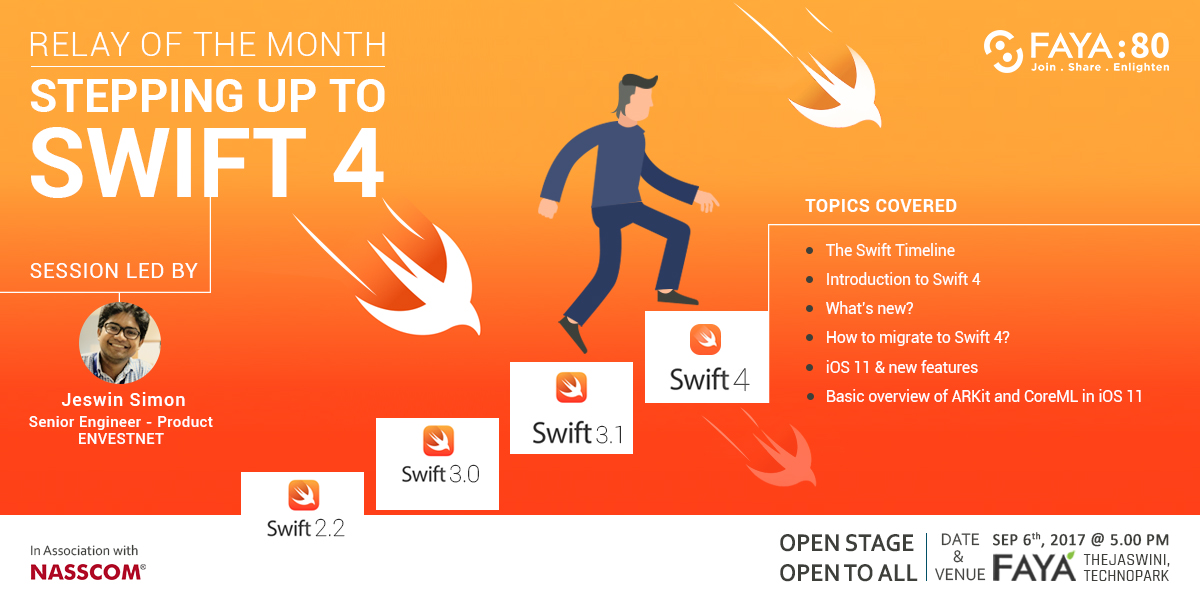 RELAY OF THE MONTH
STEPPING UP TO
SWIFT 4
SESSION LED BY
Jeswin Simon
Senior Engineer - Product
ENVESTNET
FAYA:80
Join . Share . Enlighten
TOPICS COVERED
The Swift Timeline
Introduction to Swift 4
What's new?
How to migrate to Swift 4?
iOS 11 & new features
Basic overview of ARKit and CoreML in iOS 11
Swift 2.2
Swift 3.0
Swift 3.1
Swift 4
In Association with
NASSCOM®
OPEN STAGE
OPEN TO ALL
DATE
&
VENUE
SEP 6th, 2017 @ 5.00 PM
FAYA
THEJASWINI,
TECHNOPARK